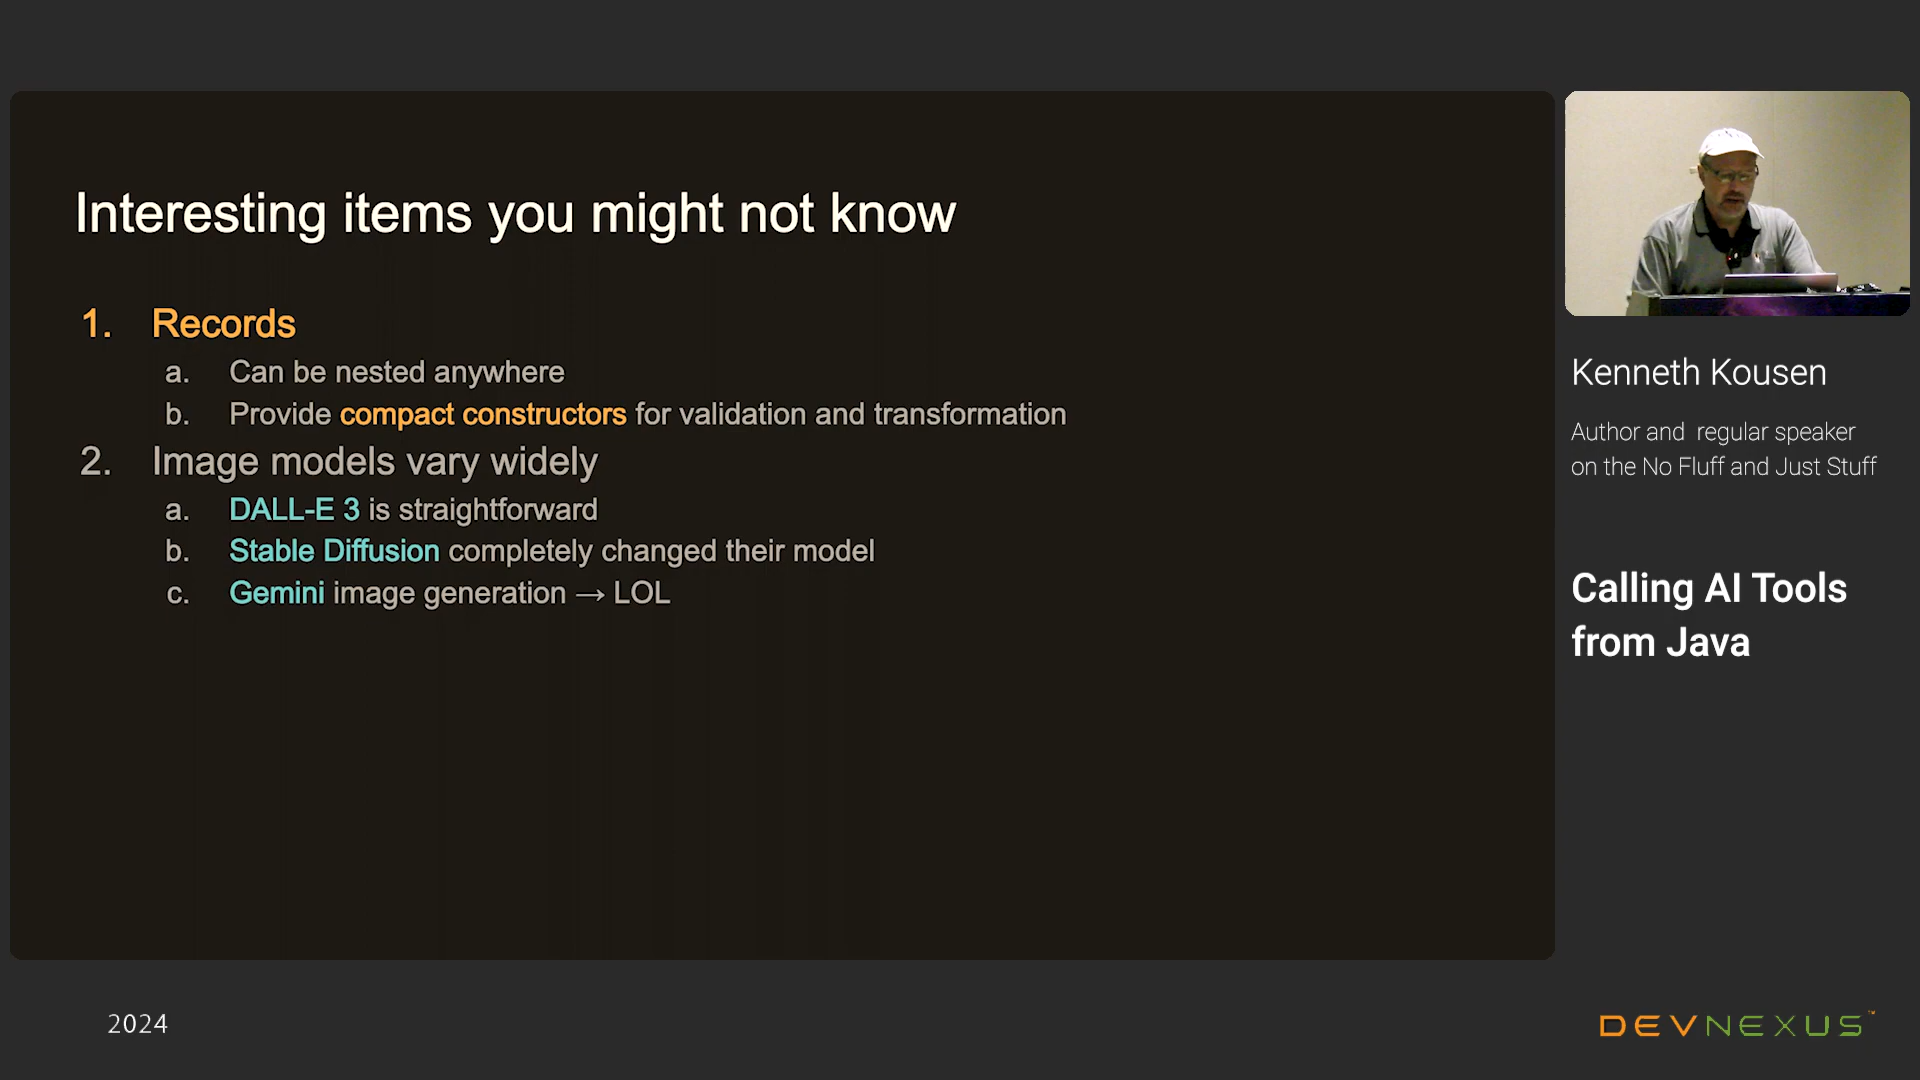 Interesting items you might not know
1. Records
a. Can be nested anywhere
b. Provide compact constructors for validation and transformation
2. Image models vary widely
a. DALL-E 3 is straightforward
b. Stable Diffusion completely changed their model
c. Gemini image generation → LOL
Kenneth Kousen
Author and regular speaker
on the No Fluff and Just Stuff
Calling AI Tools
from Java
2024
DEVNEXUS™